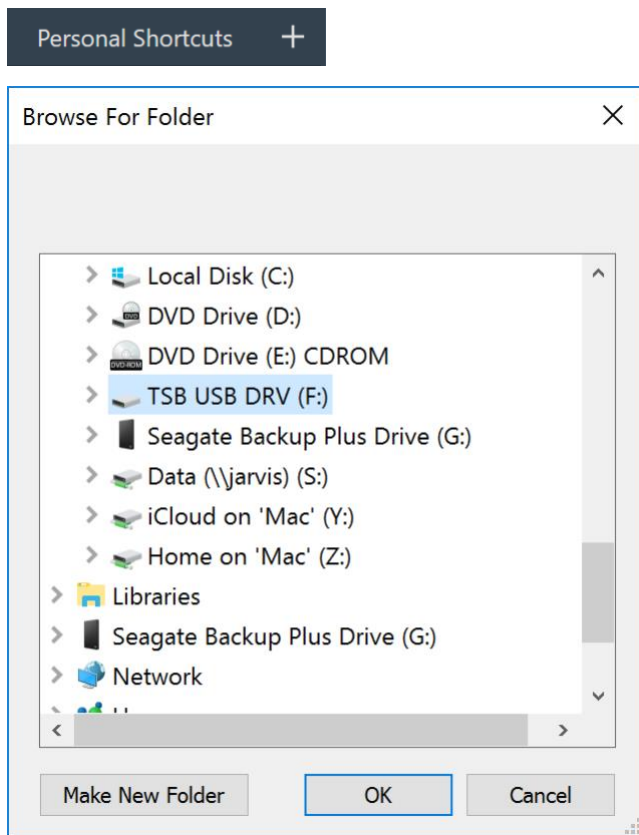 Personal Shortcuts +
Browse For Folder
Local Disk (C:)
DVD Drive (D:)
DVD Drive (E:) CDROM
TSB USB DRV (F:)
Seagate Backup Plus Drive (G:)
Data (\\jarvis) (S:)
iCloud on 'Mac' (Y:)
Home on 'Mac' (Z:)
Libraries
Seagate Backup Plus Drive (G:)
Network
Make New Folder OK Cancel